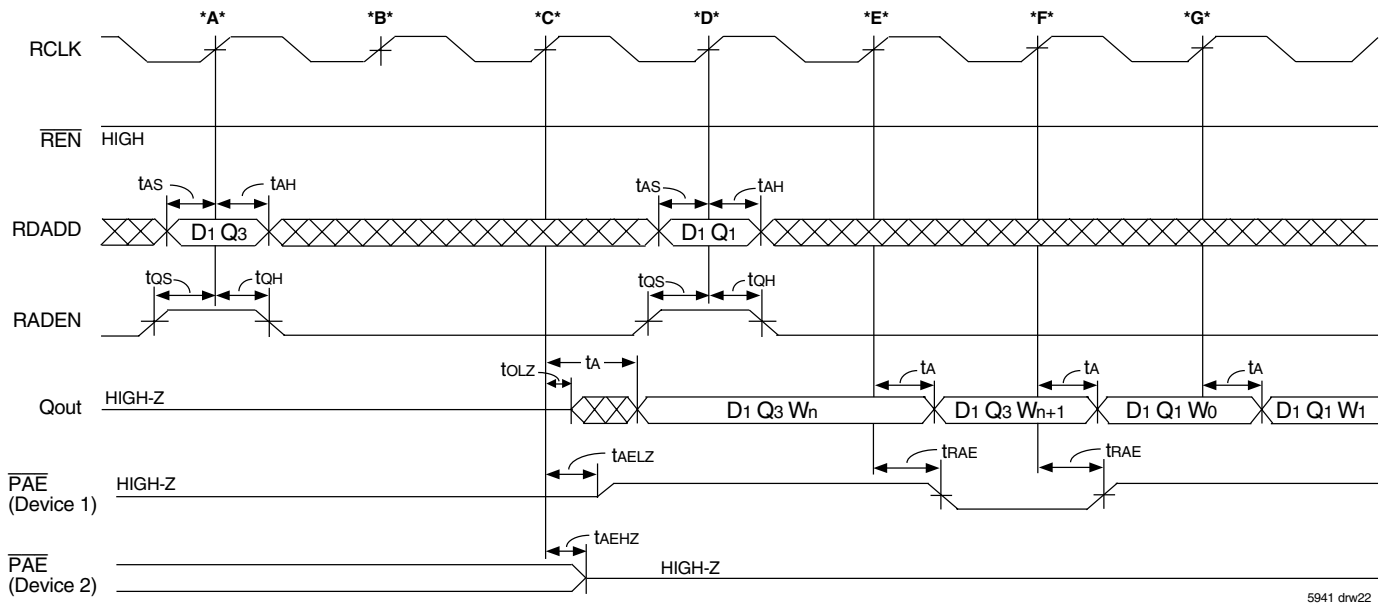 *A* *B* *C* *D* *E* *F* *G*
RCLK
REN HIGH
tAS tAH tAS tAH
RDADD D1 Q3 D1 Q1
tQS tQH tQS tQH
RADEN
tOLZ tA tA tA tA
Qout HIGH-Z D1 Q3 Wn D1 Q3 Wn+1 D1 Q1 W0 D1 Q1 W1
tAELZ tRAE tRAE
PAE
(Device 1) HIGH-Z
tAEHZ
PAE
(Device 2) HIGH-Z
5941 drw22